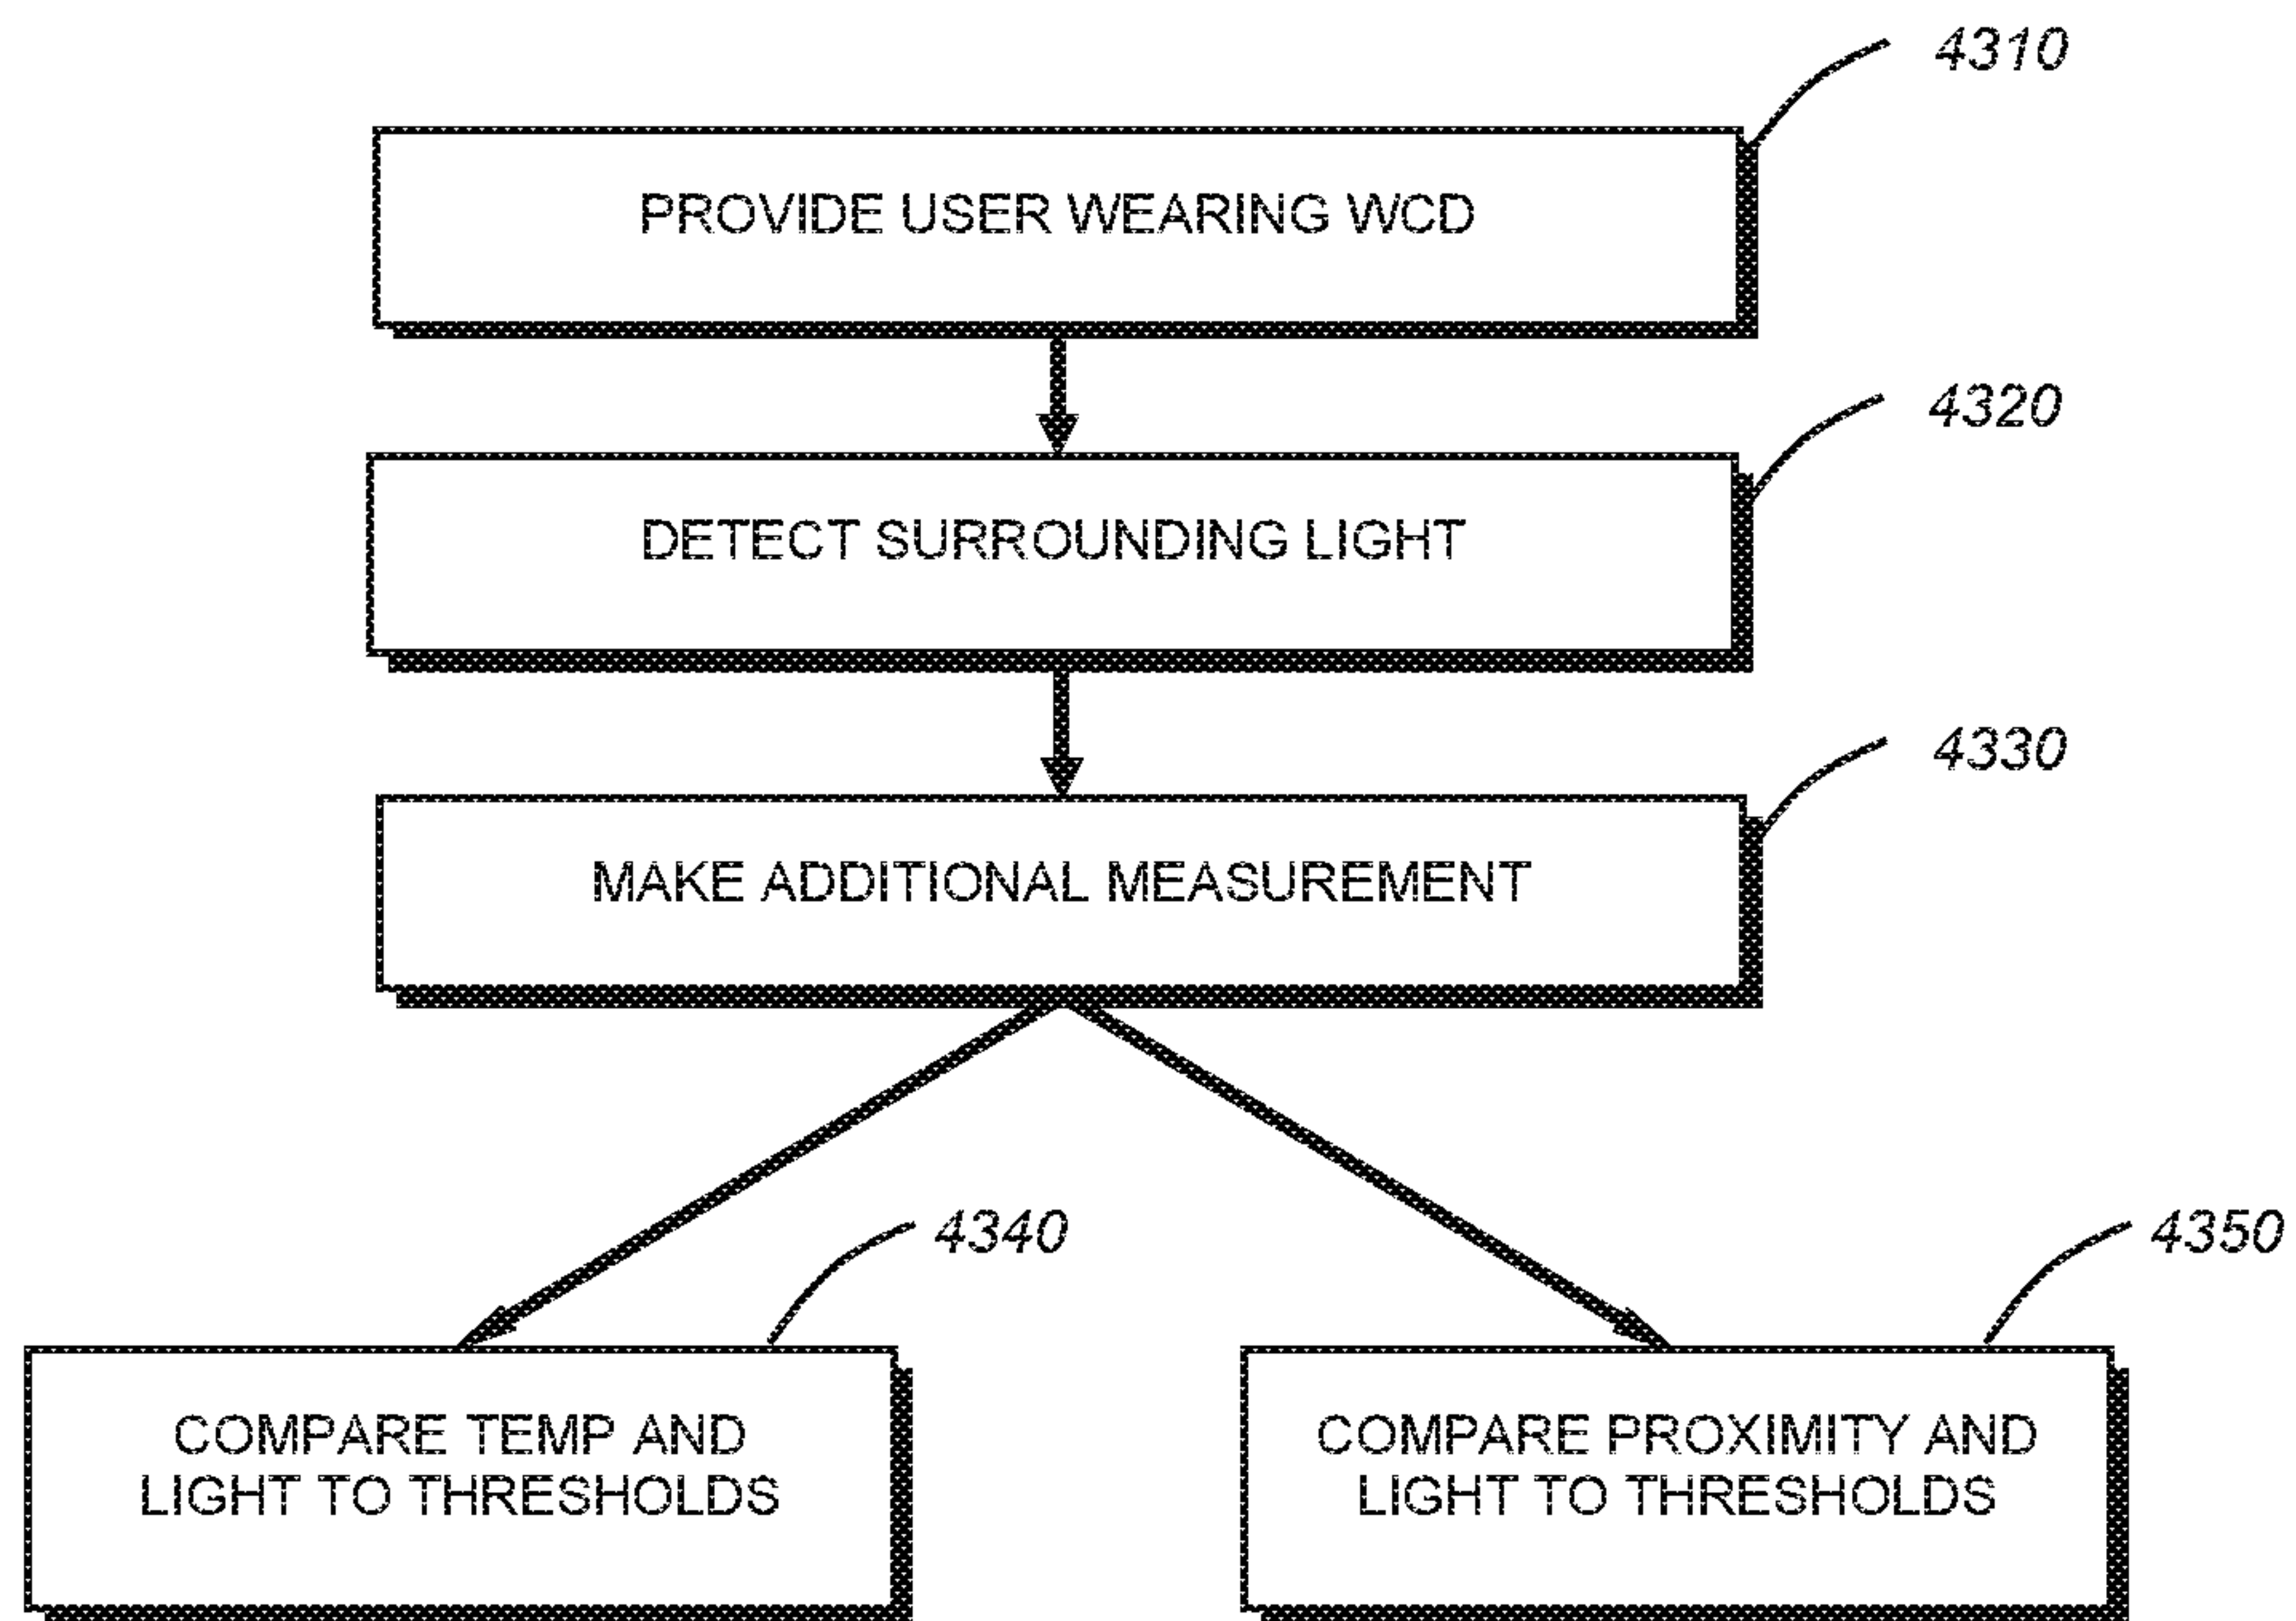 4310
PROVIDE USER WEARING WCD
4320
DETECT SURROUNDING LIGHT
4330
MAKE ADDITIONAL MEASUREMENT
4340
COMPARE TEMP AND
LIGHT TO THRESHOLDS
4350
COMPARE PROXIMITY AND
LIGHT TO THRESHOLDS